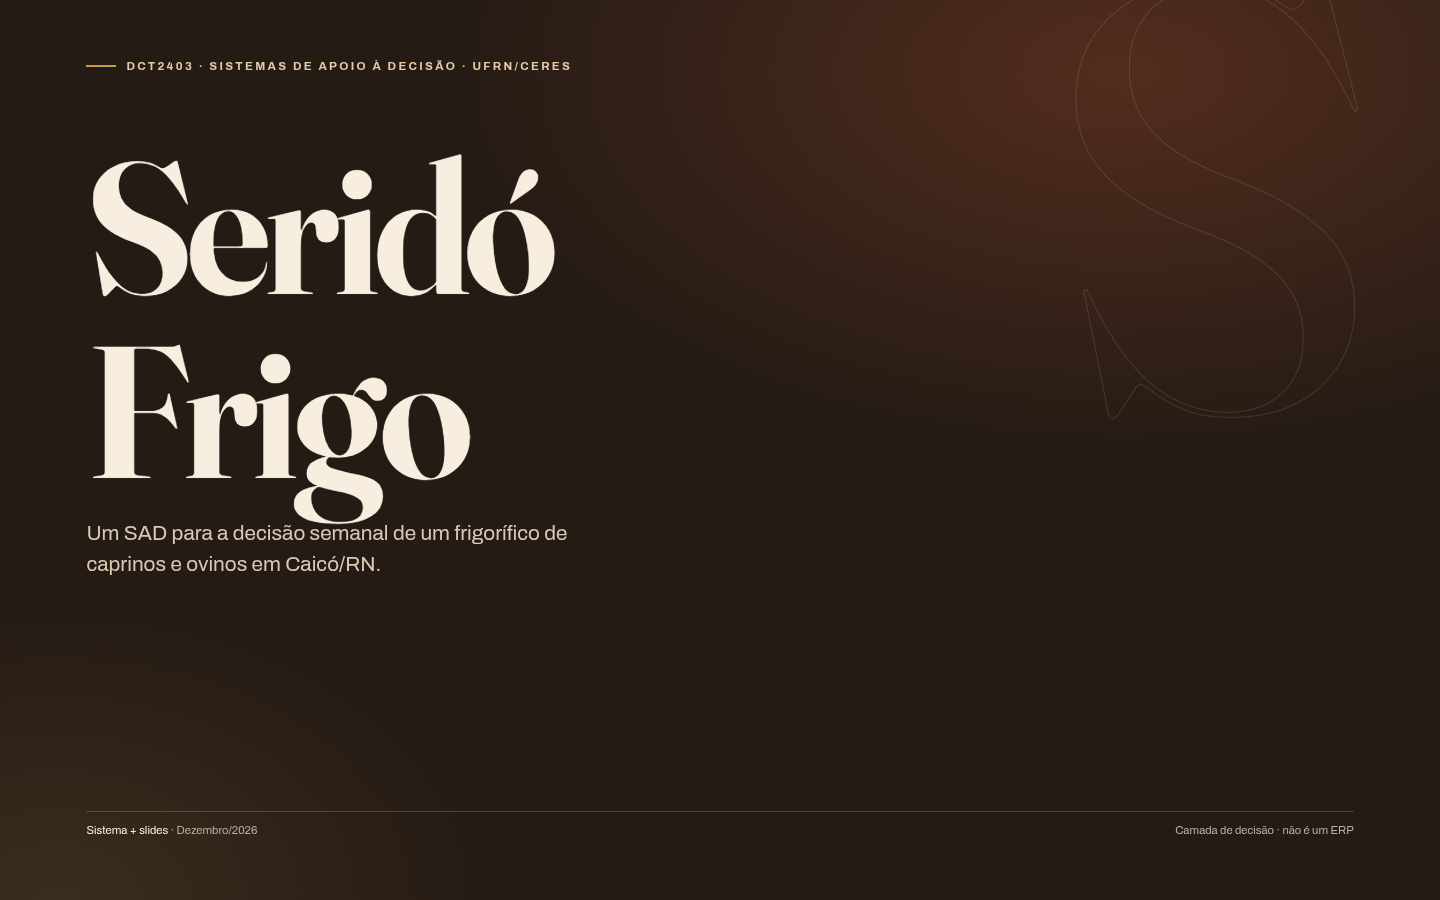 DCT2403 · SISTEMAS DE APOIO À DECISÃO · UFRN/CERES
Seridó
Frigo
Um SAD para a decisão semanal de um frigorífico de
caprinos e ovinos em Caicó/RN.
Sistema + slides · Dezembro/2026
Camada de decisão · não é um ERP
S